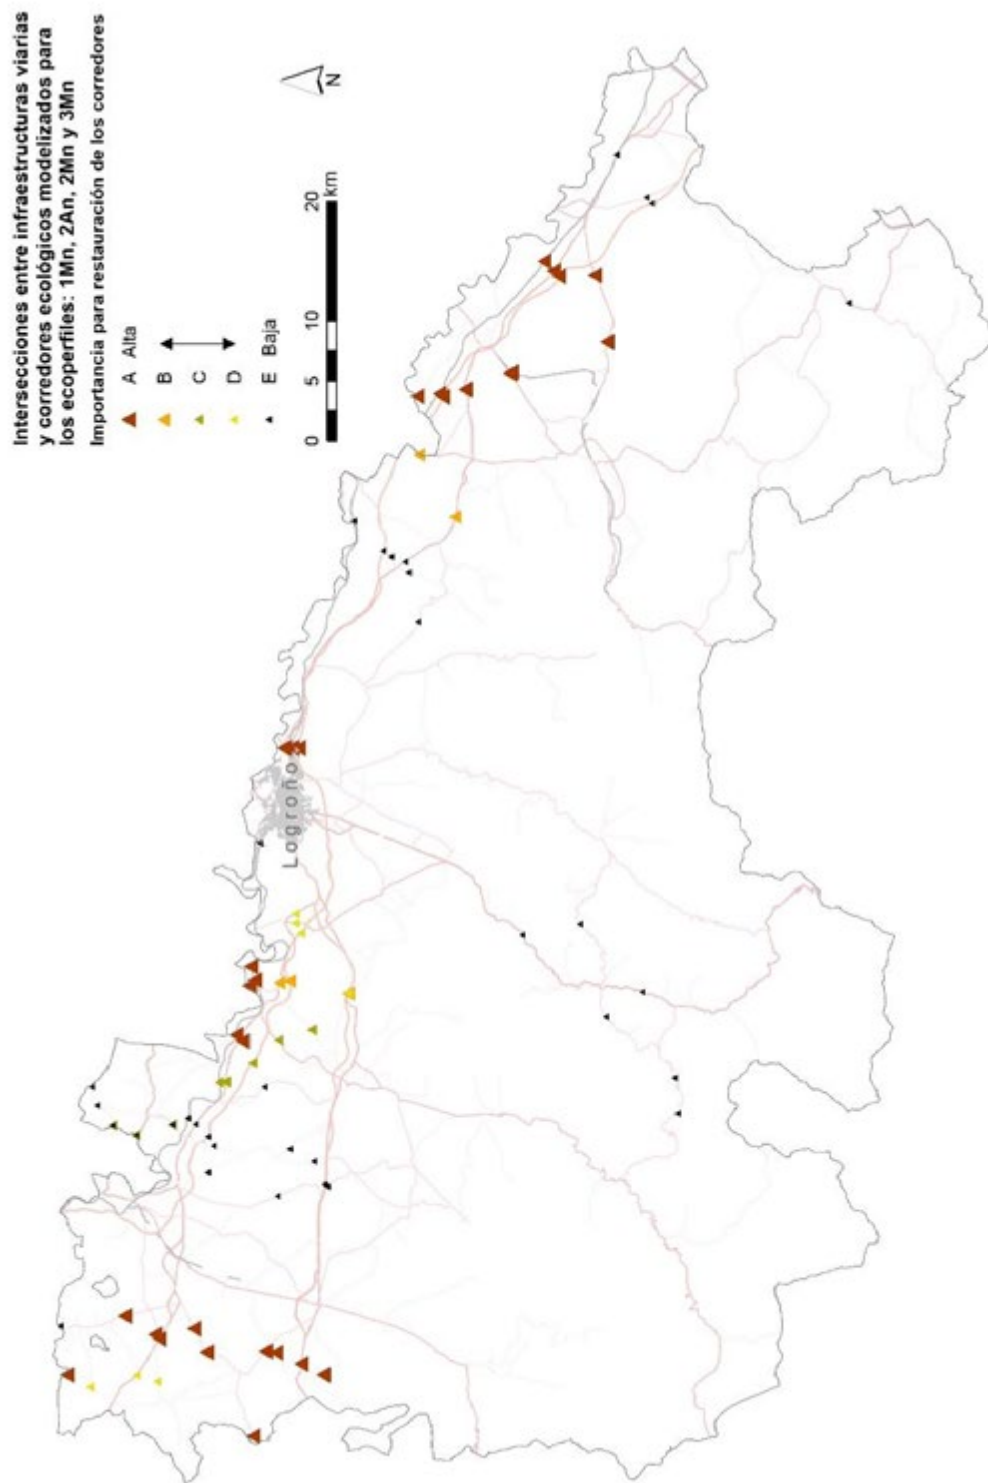 Intersecciones entre infraestructuras viarias
y corredores ecológicos modelizados para
los ecoperfiles: 1Mn, 2An, 2Mn y 3Mn
Importancia para restauración de los corredores
A Alta
B
C
D
E Baja
0 5 10 20
km
N
Logroño